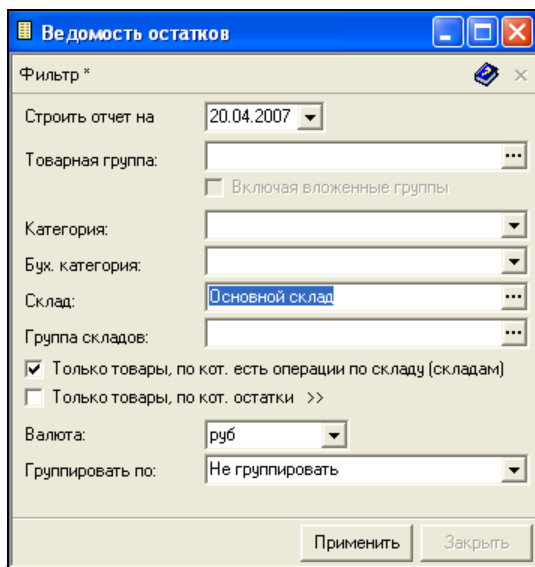 Ведомость остатков
Фильтр *
Строить отчет на 20.04.2007
Товарная группа: ...
Включая вложенные группы
Категория:
Бух. категория:
Склад: Основной склад ...
Группа складов: ...
Только товары, по кот. есть операции по складу (складам)
Только товары, по кот. остатки >>
Валюта: руб
Группировать по: Не группировать
Применить Закрыть